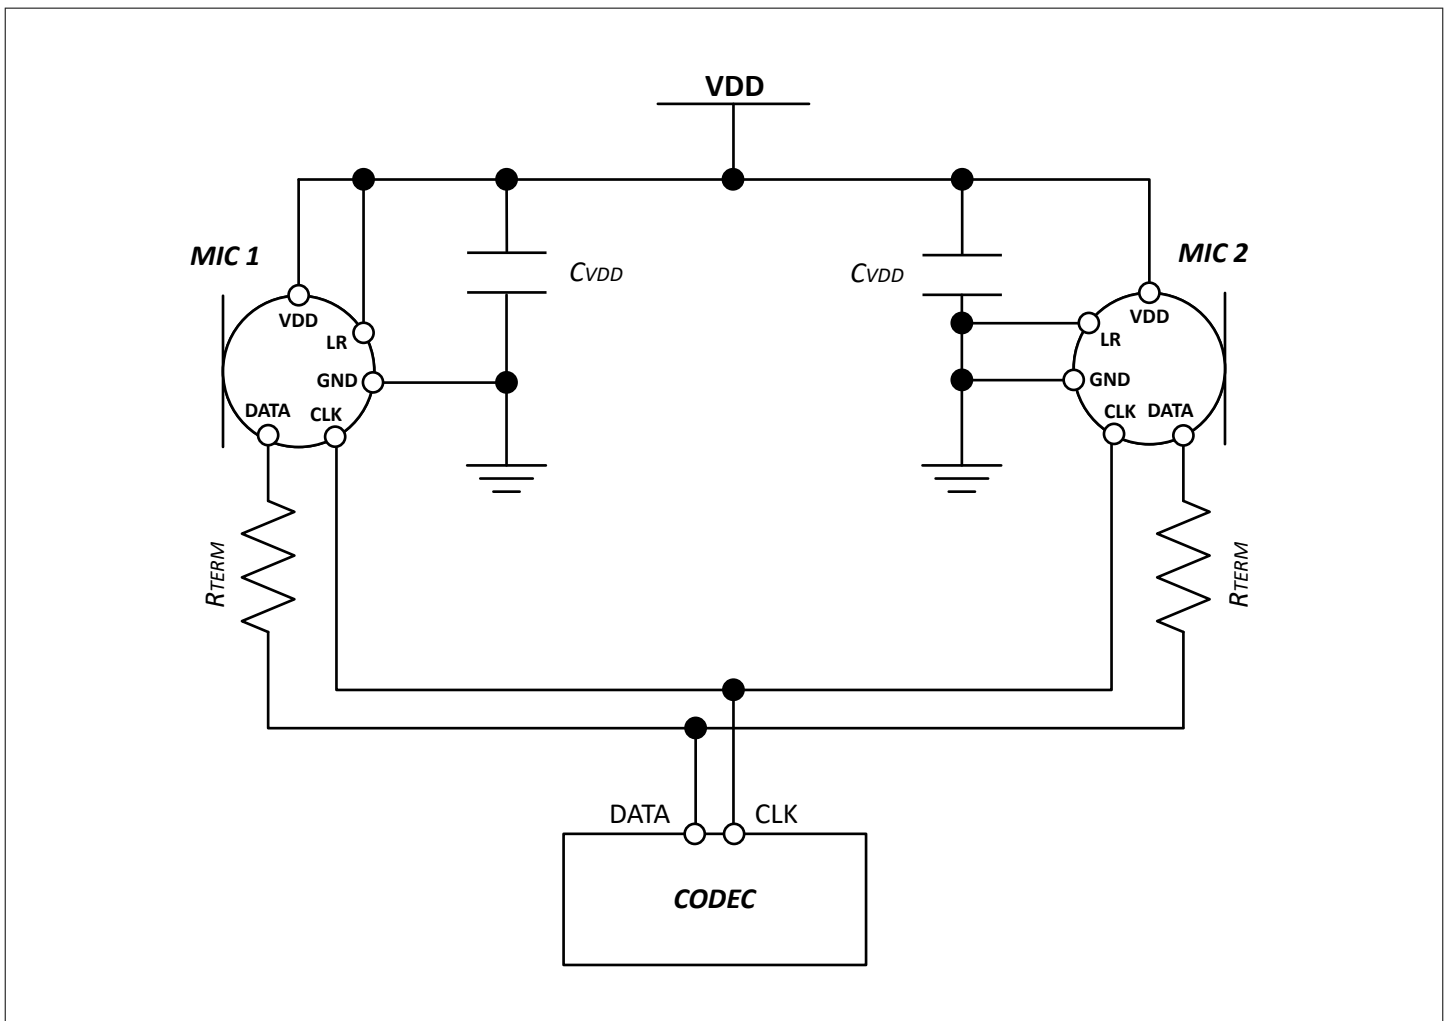 VDD
MIC 1
CVDD
CVDD
MIC 2
VDD
LR
GND
DATA
CLK
VDD
LR
GND
CLK
DATA
RTERM
RTERM
DATA
CLK
CODEC